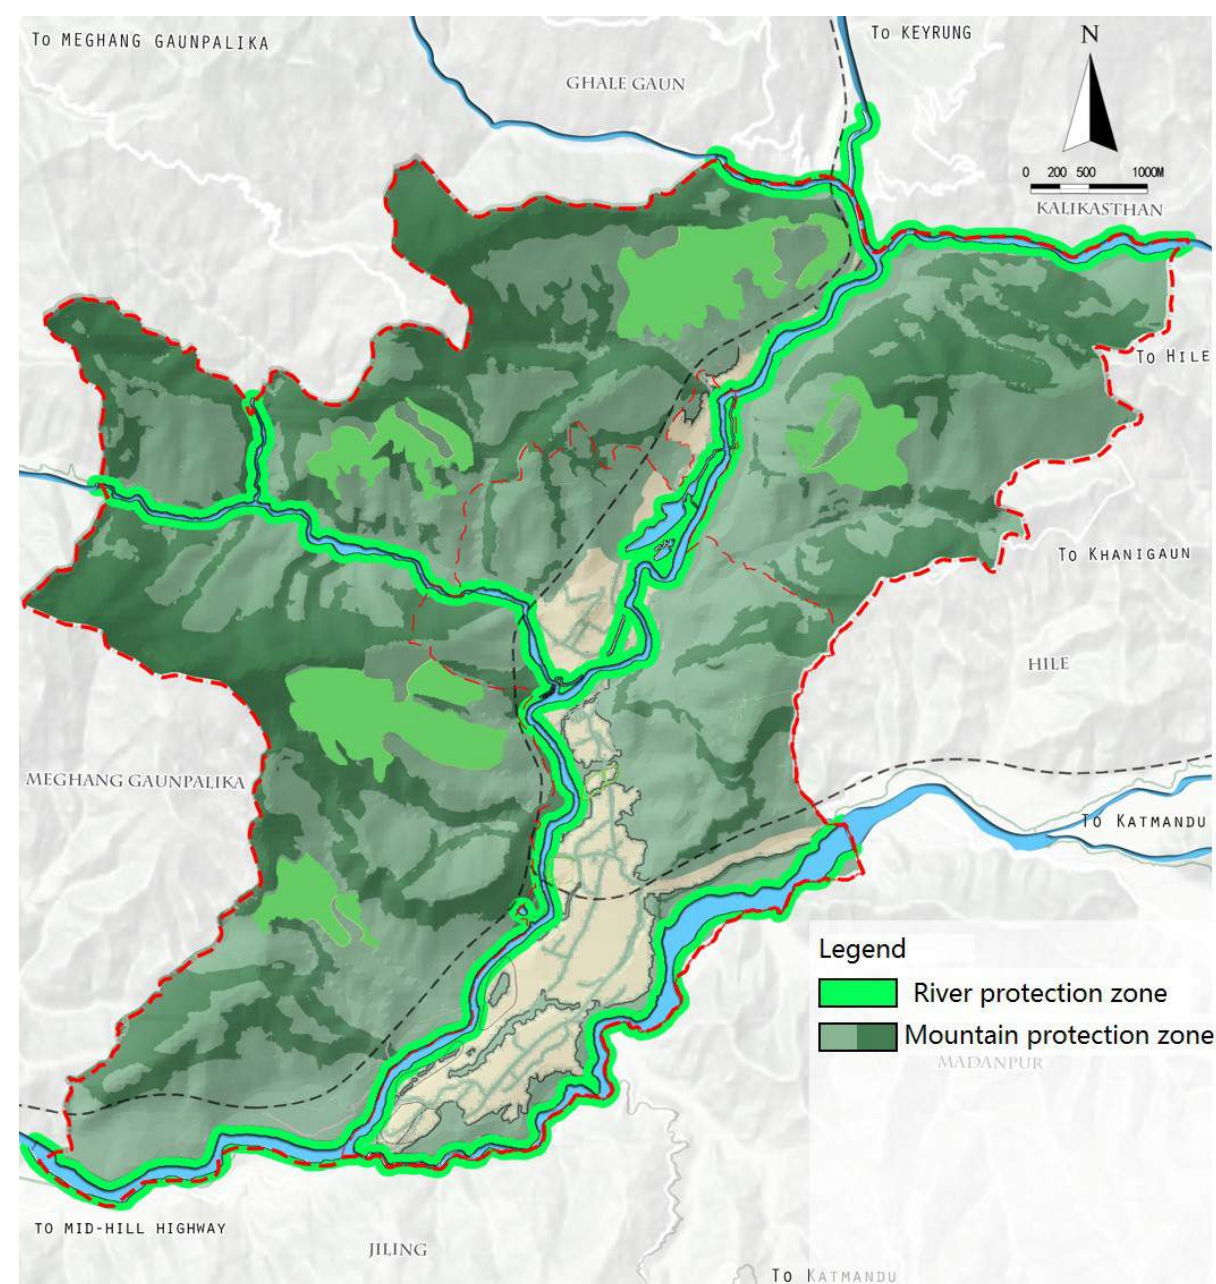 To MEGHANG GAUNPALIKA
To KEYRUNG
N
GHALE GAUN
0 200 500 1000M
KALIKASTHAN
To HILE
To KHANIGAUN
HILE
MEGHANG GAUNPALIKA
To KATMANDU
Legend
River protection zone
Mountain protection zone
MADANPUR
TO MID-HILL HIGHWAY
JILING
To KATMANDU